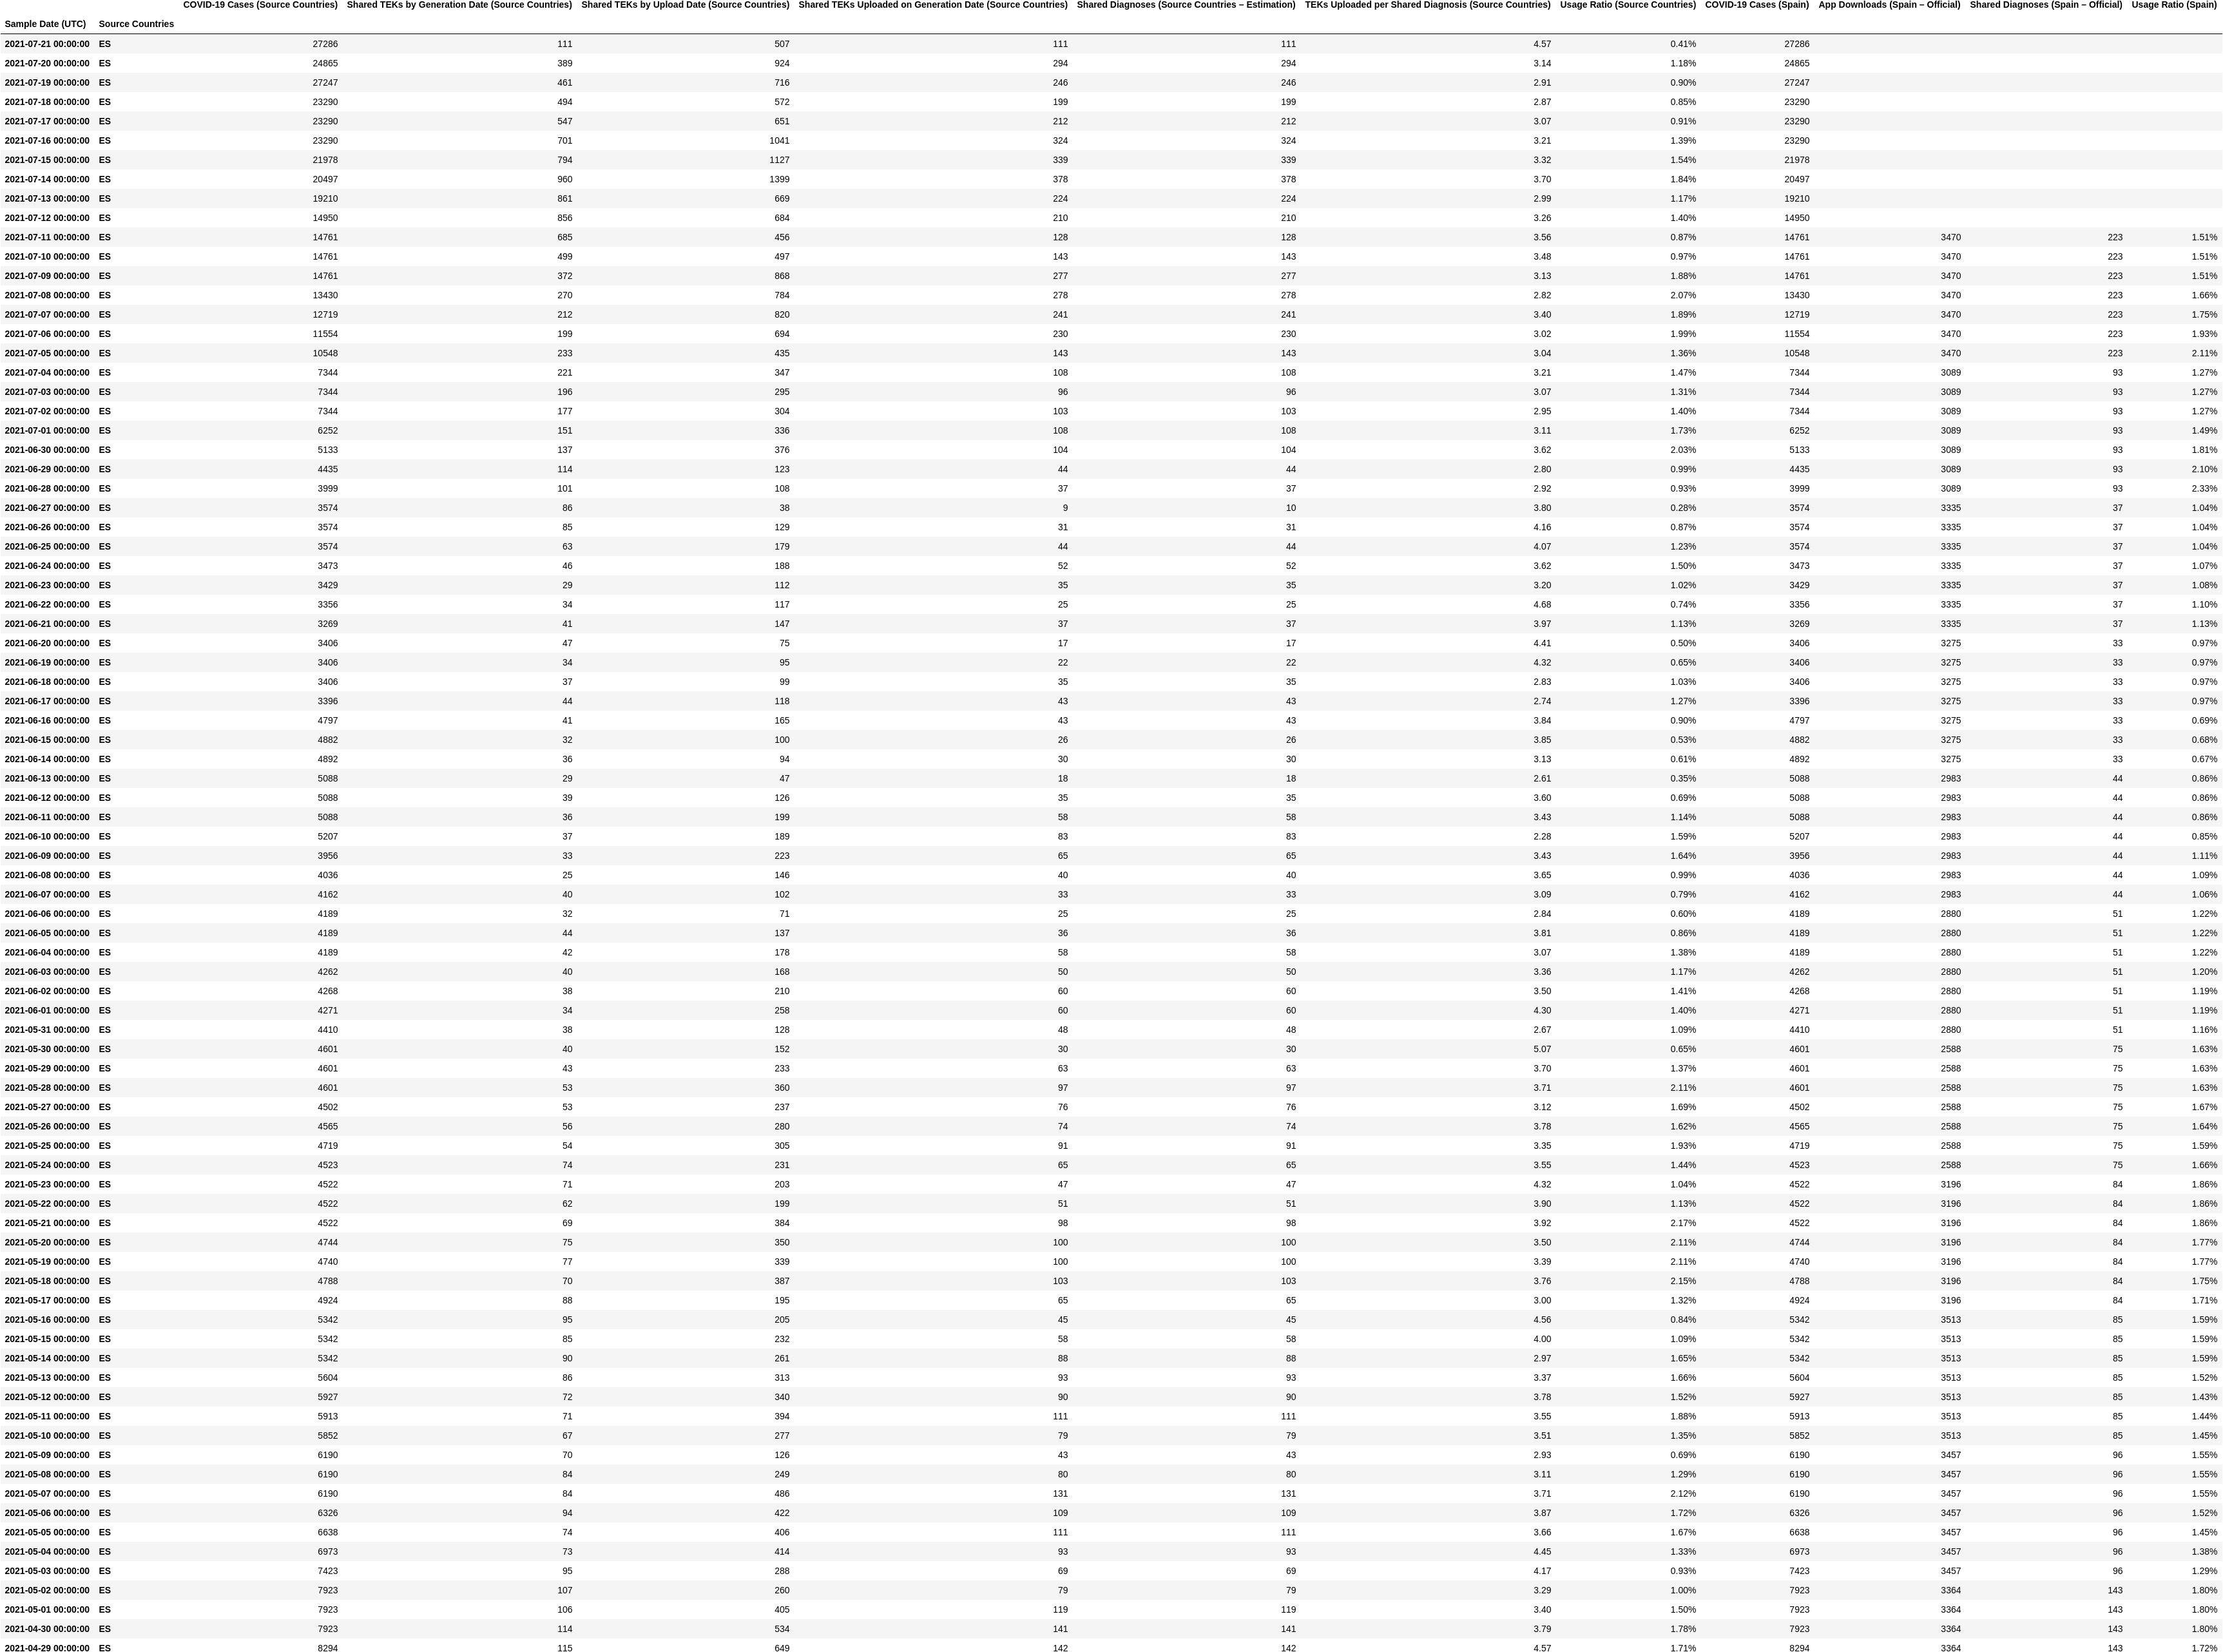 COVID-19 Cases (Source Countries) Shared TEKs by Generation Date (Source Countries) Shared TEKs by Upload Date (Source Countries) Shared TEKs Uploaded on Generation Date (Source Countries) Shared Diagnoses (Source Countries – Estimation) TEKs Uploaded per Shared Diagnosis (Source Countries) Usage Ratio (Source Countries) COVID-19 Cases (Spain) App Downloads (Spain – Official) Shared Diagnoses (Spain – Official) Usage Ratio (Spain)
Sample Date (UTC) Source Countries
2021-07-21 00:00:00 ES 27286 111 507 111 111 4.57 0.41% 27286
2021-07-20 00:00:00 ES 24865 389 924 294 294 3.14 1.18% 24865
2021-07-19 00:00:00 ES 27247 461 716 246 246 2.91 0.90% 27247
2021-07-18 00:00:00 ES 23290 494 572 199 199 2.87 0.85% 23290
2021-07-17 00:00:00 ES 23290 547 651 212 212 3.07 0.91% 23290
2021-07-16 00:00:00 ES 23290 701 1041 324 324 3.21 1.39% 23290
2021-07-15 00:00:00 ES 21978 794 1127 339 339 3.32 1.54% 21978
2021-07-14 00:00:00 ES 20497 960 1399 378 378 3.70 1.84% 20497
2021-07-13 00:00:00 ES 19210 861 669 224 224 2.99 1.17% 19210
2021-07-12 00:00:00 ES 14950 856 684 210 210 3.26 1.40% 14950
2021-07-11 00:00:00 ES 14761 685 456 128 128 3.56 0.87% 14761 3470 223 1.51%
2021-07-10 00:00:00 ES 14761 499 497 143 143 3.48 0.97% 14761 3470 223 1.51%
2021-07-09 00:00:00 ES 14761 372 868 277 277 3.13 1.88% 14761 3470 223 1.51%
2021-07-08 00:00:00 ES 13430 270 784 278 278 2.82 2.07% 13430 3470 223 1.66%
2021-07-07 00:00:00 ES 12719 212 820 241 241 3.40 1.89% 12719 3470 223 1.75%
2021-07-06 00:00:00 ES 11554 199 694 230 230 3.02 1.99% 11554 3470 223 1.93%
2021-07-05 00:00:00 ES 10548 233 435 143 143 3.04 1.36% 10548 3470 223 2.11%
2021-07-04 00:00:00 ES 7344 221 347 108 108 3.21 1.47% 7344 3089 93 1.27%
2021-07-03 00:00:00 ES 7344 196 295 96 96 3.07 1.31% 7344 3089 93 1.27%
2021-07-02 00:00:00 ES 7344 177 304 103 103 2.95 1.40% 7344 3089 93 1.27%
2021-07-01 00:00:00 ES 6252 151 336 108 108 3.11 1.73% 6252 3089 93 1.49%
2021-06-30 00:00:00 ES 5133 137 376 104 104 3.62 2.03% 5133 3089 93 1.81%
2021-06-29 00:00:00 ES 4435 114 123 44 44 2.80 0.99% 4435 3089 93 2.10%
2021-06-28 00:00:00 ES 3999 101 108 37 37 2.92 0.93% 3999 3089 93 2.33%
2021-06-27 00:00:00 ES 3574 86 38 9 10 3.80 0.28% 3574 3335 37 1.04%
2021-06-26 00:00:00 ES 3574 85 129 31 31 4.16 0.87% 3574 3335 37 1.04%
2021-06-25 00:00:00 ES 3574 63 179 44 44 4.07 1.23% 3574 3335 37 1.04%
2021-06-24 00:00:00 ES 3473 46 188 52 52 3.62 1.50% 3473 3335 37 1.07%
2021-06-23 00:00:00 ES 3429 29 112 35 35 3.20 1.02% 3429 3335 37 1.08%
2021-06-22 00:00:00 ES 3356 34 117 25 25 4.68 0.74% 3356 3335 37 1.10%
2021-06-21 00:00:00 ES 3269 41 147 37 37 3.97 1.13% 3269 3335 37 1.13%
2021-06-20 00:00:00 ES 3406 47 75 17 17 4.41 0.50% 3406 3275 33 0.97%
2021-06-19 00:00:00 ES 3406 34 95 22 22 4.32 0.65% 3406 3275 33 0.97%
2021-06-18 00:00:00 ES 3406 37 99 35 35 2.83 1.03% 3406 3275 33 0.97%
2021-06-17 00:00:00 ES 3396 44 118 43 43 2.74 1.27% 3396 3275 33 0.97%
2021-06-16 00:00:00 ES 4797 41 165 43 43 3.84 0.90% 4797 3275 33 0.69%
2021-06-15 00:00:00 ES 4882 32 100 26 26 3.85 0.53% 4882 3275 33 0.68%
2021-06-14 00:00:00 ES 4892 36 94 30 30 3.13 0.61% 4892 3275 33 0.67%
2021-06-13 00:00:00 ES 5088 29 47 18 18 2.61 0.35% 5088 2983 44 0.86%
2021-06-12 00:00:00 ES 5088 39 126 35 35 3.60 0.69% 5088 2983 44 0.86%
2021-06-11 00:00:00 ES 5088 36 199 58 58 3.43 1.14% 5088 2983 44 0.86%
2021-06-10 00:00:00 ES 5207 37 189 83 83 2.28 1.59% 5207 2983 44 0.85%
2021-06-09 00:00:00 ES 3956 33 223 65 65 3.43 1.64% 3956 2983 44 1.11%
2021-06-08 00:00:00 ES 4036 25 146 40 40 3.65 0.99% 4036 2983 44 1.09%
2021-06-07 00:00:00 ES 4162 40 102 33 33 3.09 0.79% 4162 2983 44 1.06%
2021-06-06 00:00:00 ES 4189 32 71 25 25 2.84 0.60% 4189 2880 51 1.22%
2021-06-05 00:00:00 ES 4189 44 137 36 36 3.81 0.86% 4189 2880 51 1.22%
2021-06-04 00:00:00 ES 4189 42 178 58 58 3.07 1.38% 4189 2880 51 1.22%
2021-06-03 00:00:00 ES 4262 40 168 50 50 3.36 1.17% 4262 2880 51 1.20%
2021-06-02 00:00:00 ES 4268 38 210 60 60 3.50 1.41% 4268 2880 51 1.19%
2021-06-01 00:00:00 ES 4271 34 258 60 60 4.30 1.40% 4271 2880 51 1.19%
2021-05-31 00:00:00 ES 4410 38 128 48 48 2.67 1.09% 4410 2880 51 1.16%
2021-05-30 00:00:00 ES 4601 40 152 30 30 5.07 0.65% 4601 2588 75 1.63%
2021-05-29 00:00:00 ES 4601 43 233 63 63 3.70 1.37% 4601 2588 75 1.63%
2021-05-28 00:00:00 ES 4601 53 360 97 97 3.71 2.11% 4601 2588 75 1.63%
2021-05-27 00:00:00 ES 4502 53 237 76 76 3.12 1.69% 4502 2588 75 1.67%
2021-05-26 00:00:00 ES 4565 56 280 74 74 3.78 1.62% 4565 2588 75 1.64%
2021-05-25 00:00:00 ES 4719 54 305 91 91 3.35 1.93% 4719 2588 75 1.59%
2021-05-24 00:00:00 ES 4523 74 231 65 65 3.55 1.44% 4523 2588 75 1.66%
2021-05-23 00:00:00 ES 4522 71 203 47 47 4.32 1.04% 4522 3196 84 1.86%
2021-05-22 00:00:00 ES 4522 62 199 51 51 3.90 1.13% 4522 3196 84 1.86%
2021-05-21 00:00:00 ES 4522 69 384 98 98 3.92 2.17% 4522 3196 84 1.86%
2021-05-20 00:00:00 ES 4744 75 350 100 100 3.50 2.11% 4744 3196 84 1.77%
2021-05-19 00:00:00 ES 4740 77 339 100 100 3.39 2.11% 4740 3196 84 1.77%
2021-05-18 00:00:00 ES 4788 70 387 103 103 3.76 2.15% 4788 3196 84 1.75%
2021-05-17 00:00:00 ES 4924 88 195 65 65 3.00 1.32% 4924 3196 84 1.71%
2021-05-16 00:00:00 ES 5342 95 205 45 45 4.56 0.84% 5342 3513 85 1.59%
2021-05-15 00:00:00 ES 5342 85 232 58 58 4.00 1.09% 5342 3513 85 1.59%
2021-05-14 00:00:00 ES 5342 90 261 88 88 2.97 1.65% 5342 3513 85 1.59%
2021-05-13 00:00:00 ES 5604 86 313 93 93 3.37 1.66% 5604 3513 85 1.52%
2021-05-12 00:00:00 ES 5927 72 340 90 90 3.78 1.52% 5927 3513 85 1.43%
2021-05-11 00:00:00 ES 5913 71 394 111 111 3.55 1.88% 5913 3513 85 1.44%
2021-05-10 00:00:00 ES 5852 67 277 79 79 3.51 1.35% 5852 3513 85 1.45%
2021-05-09 00:00:00 ES 6190 70 126 43 43 2.93 0.69% 6190 3457 96 1.55%
2021-05-08 00:00:00 ES 6190 84 249 80 80 3.11 1.29% 6190 3457 96 1.55%
2021-05-07 00:00:00 ES 6190 84 486 131 131 3.71 2.12% 6190 3457 96 1.55%
2021-05-06 00:00:00 ES 6326 94 422 109 109 3.87 1.72% 6326 3457 96 1.52%
2021-05-05 00:00:00 ES 6638 74 406 111 111 3.66 1.67% 6638 3457 96 1.45%
2021-05-04 00:00:00 ES 6973 73 414 93 93 4.45 1.33% 6973 3457 96 1.38%
2021-05-03 00:00:00 ES 7423 95 288 69 69 4.17 0.93% 7423 3457 96 1.29%
2021-05-02 00:00:00 ES 7923 107 260 79 79 3.29 1.00% 7923 3364 143 1.80%
2021-05-01 00:00:00 ES 7923 106 405 119 119 3.40 1.50% 7923 3364 143 1.80%
2021-04-30 00:00:00 ES 7923 114 534 141 141 3.79 1.78% 7923 3364 143 1.80%
2021-04-29 00:00:00 ES 8294 115 649 142 142 4.57 1.71% 8294 3364 143 1.72%